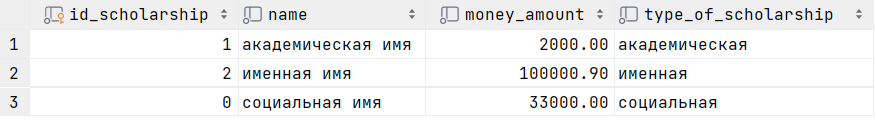 id_scholarship name money_amount type_of_scholarship
1 1 академическая имя 2000.00 академическая
2 2 именная имя 100000.90 именная
3 0 социальная имя 33000.00 социальная